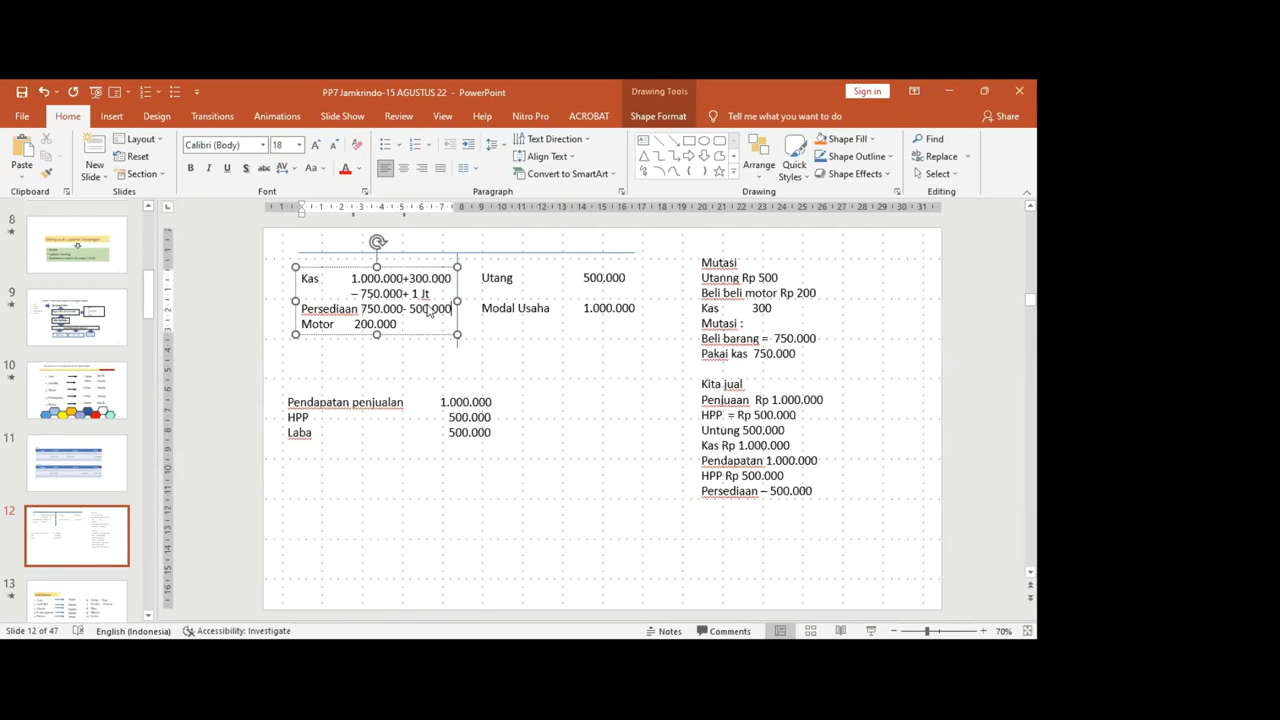 PP7 Jamkrindo-15 AGUSTUS 22 - PowerPoint
Drawing Tools
Sign in
File Home Insert Design Transitions Animations Slide Show Review View Help Nitro Pro ACROBAT Shape Format Tell me what you want to do Share
Paste
Clipboard
New Slide
Layout
Reset
Section
Slides
Calibri (Body) 18
Font
Text Direction
Align Text
Convert to SmartArt
Paragraph
Arrange
Quick Styles
Shape Fill
Shape Outline
Shape Effects
Drawing
Find
Replace
Select
Editing
8
9
10
11
12
13
Kas 1.000.000+300.000
– 750.000+ 1 Jt
Persediaan 750.000- 500.000
Motor 200.000
Utang 500,000
Modal Usaha 1.000.000
Pendapatan penjualan 1.000.000
HPP 500.000
Laba 500.000
Mutasi
Utanng Rp 500
Beli beli motor Rp 200
Kas 300
Mutasi :
Beli barang = 750.000
Pakai kas 750.000
Kita jual
Penjuaan Rp 1.000.000
HPP = Rp 500.000
Untung 500,000
Kas Rp 1.000.000
Pendapatan 1.000.000
HPP Rp 500.000
Persediaan – 500.000
Slide 12 of 47 English (Indonesia) Accessibility: Investigate Notes Comments 70%